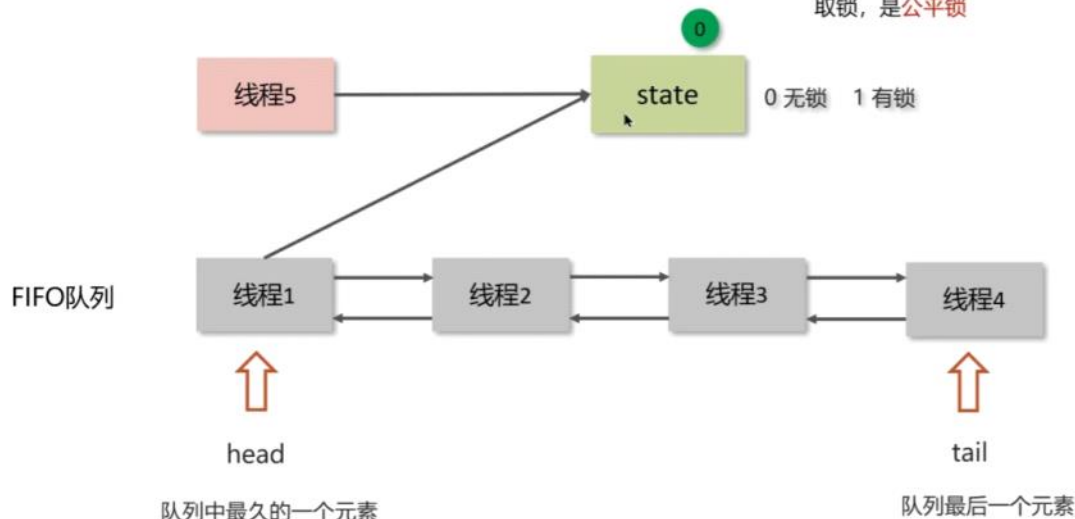 取锁，是公平锁
0
线程5
state
0 无锁 1 有锁
FIFO队列
线程1
线程2
线程3
线程4
head
tail
队列中最久的一个元素
队列最后一个元素